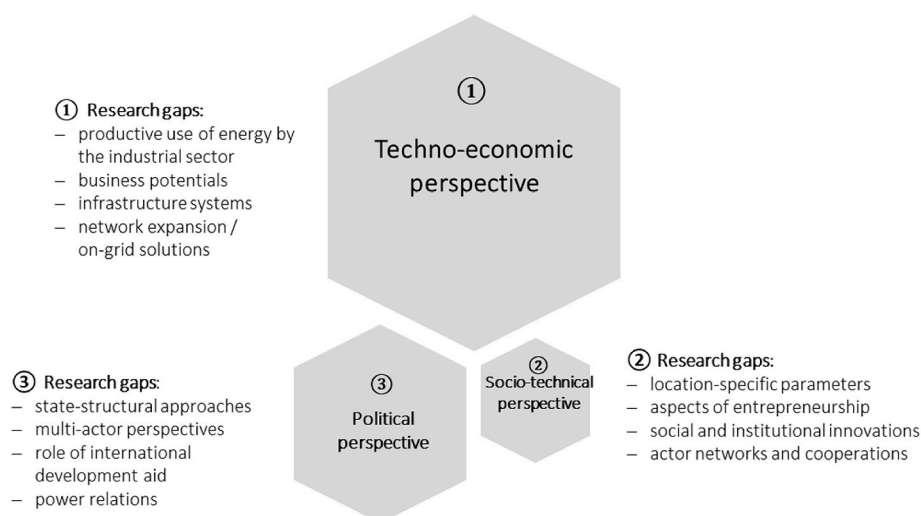 ① Research gaps:
– productive use of energy by
the industrial sector
– business potentials
– infrastructure systems
– network expansion /
on-grid solutions
①
Techno-economic
perspective
③ Research gaps:
– state-structural approaches
– multi-actor perspectives
– role of international
development aid
– power relations
③
Political
perspective
②
Socio-technical
perspective
② Research gaps:
– location-specific parameters
– aspects of entrepreneurship
– social and institutional innovations
– actor networks and cooperations